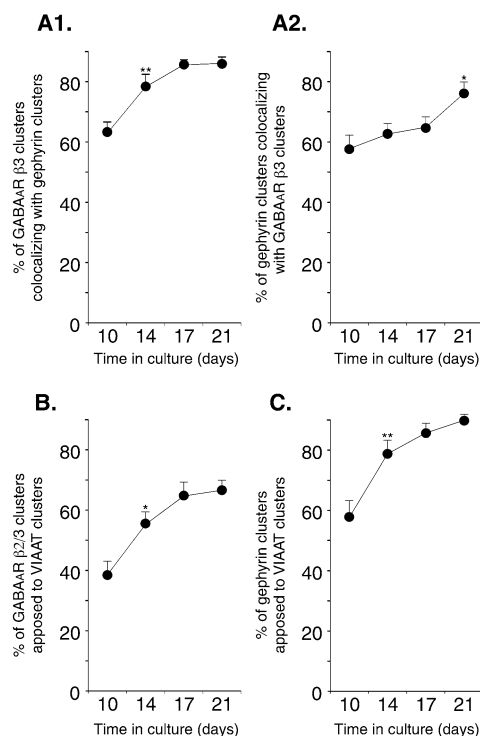 A1.
% of GABAAR β3 clusters
colocalizing with gephyrin clusters
80
60
40
20
0
**
10 14 17 21
Time in culture (days)
A2.
% of gephyrin clusters colocalizing
with GABAAR β3 clusters
80
60
40
20
0
*
10 14 17 21
Time in culture (days)
B.
% of GABAAR β2/3 clusters
apposed to VIAAT clusters
80
60
40
20
0
*
10 14 17 21
Time in culture (days)
C.
% of gephyrin clusters
apposed to VIAAT clusters
80
60
40
20
0
**
10 14 17 21
Time in culture (days)